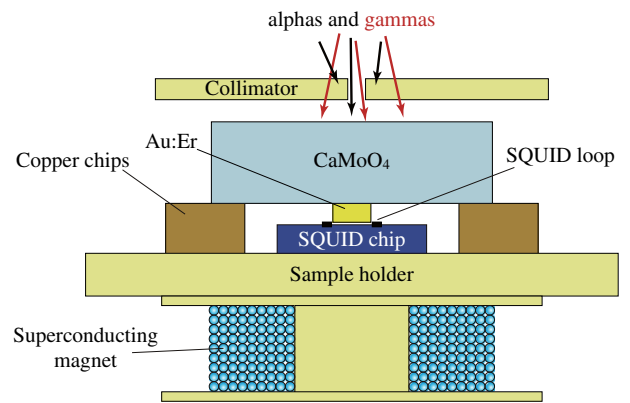 alphas and gammas
Collimator
Au:Er
Copper chips
CaMoO₄
SQUID loop
SQUID chip
Sample holder
Superconducting
magnet